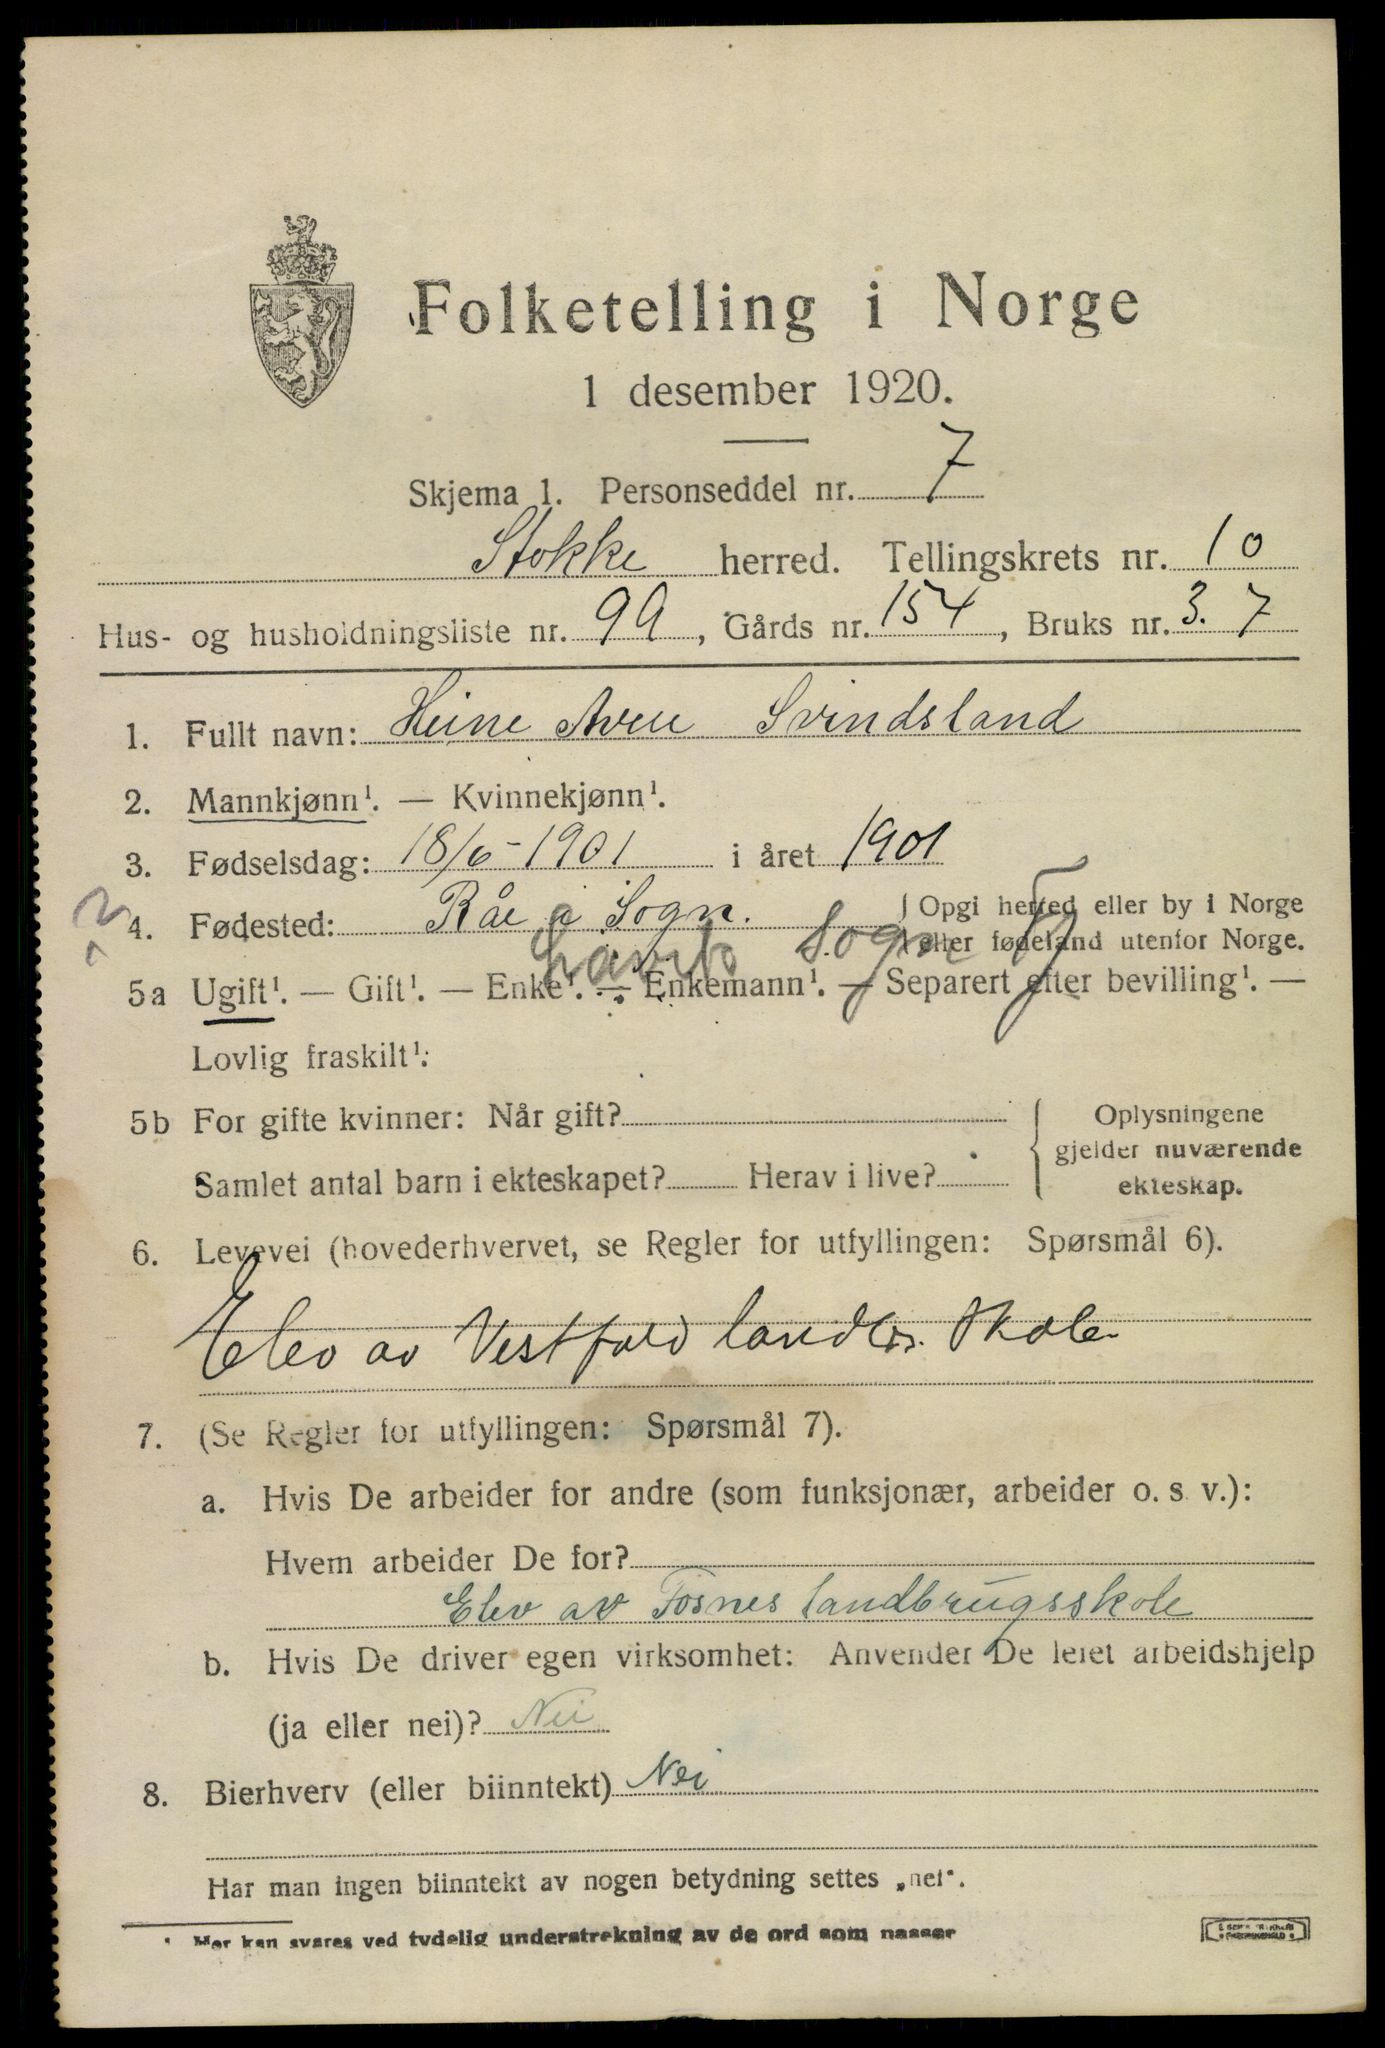 Folketelling i Norge
1 desember 1920.
Skjema 1. Personseddel nr. 7
Stokke herred. Tellingskrets nr. 10
Hus- og husholdningsliste nr. 99, Gårds nr. 154, Bruks nr. 3. 7
1. Fullt navn: Heine Aven Svindsland
2. Mannkjønn¹. — Kvinnekjønn¹.
3. Fødselsdag: 18/6-1901 i året 1901
4. Fødested: Råe i Sogn. { Opgi herred eller by i Norge
eller fødeland utenfor Norge.
Sogn
5a Ugift¹. — Gift¹. — Enke¹. — Enkemann¹. — Separert efter bevilling¹. —
Lovlig fraskilt¹.
5b For gifte kvinner: Når gift? { Oplysningene
gjelder nuværende
Samlet antal barn i ekteskapet? Herav i live? ekteskap.
6. Levevei (hovederhvervet, se Regler for utfyllingen: Spørsmål 6).
Elev av Vestfold landbr. Skole
7. (Se Regler for utfyllingen: Spørsmål 7).
a. Hvis De arbeider for andre (som funksjonær, arbeider o. s. v.):
Hvem arbeider De for?
Elev av Fosnes landbrugsskole
b. Hvis De driver egen virksomhet: Anvender De leiet arbeidshjelp
(ja eller nei)? Nei
8. Bierhverv (eller biinntekt) Nei
Har man ingen biinntekt av nogen betydning settes „nei".
¹ Her kan svares ved tydelig understrekning av de ord som passer